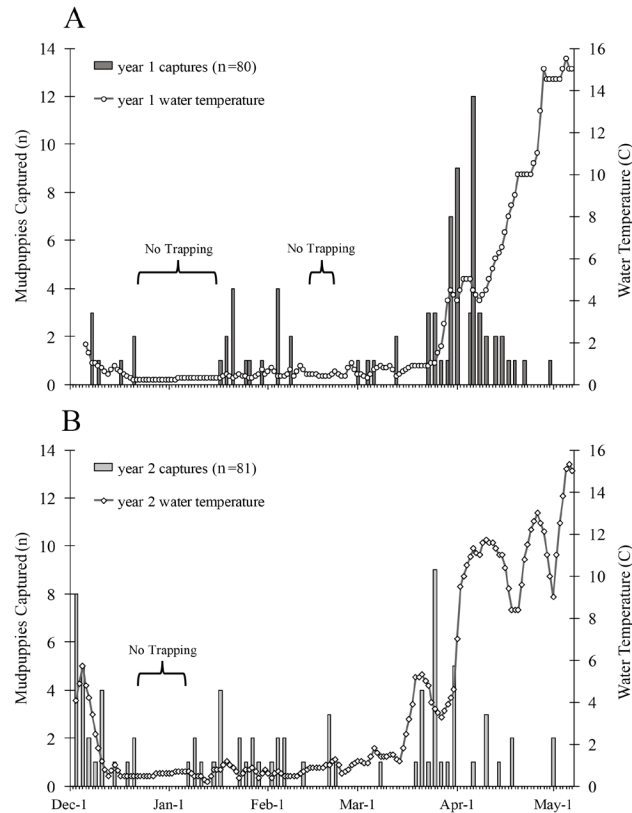 A
14
12
10
8
6
4
2
0
Mudpuppies Captured (n)
year 1 captures (n=80)
year 1 water temperature
No Trapping
No Trapping
16
14
12
10
8
6
4
2
0
Water Temperature (C)
B
14
12
10
8
6
4
2
0
Mudpuppies Captured (n)
year 2 captures (n=81)
year 2 water temperature
No Trapping
16
14
12
10
8
6
4
2
0
Water Temperature (C)
Dec-1 Jan-1 Feb-1 Mar-1 Apr-1 May-1